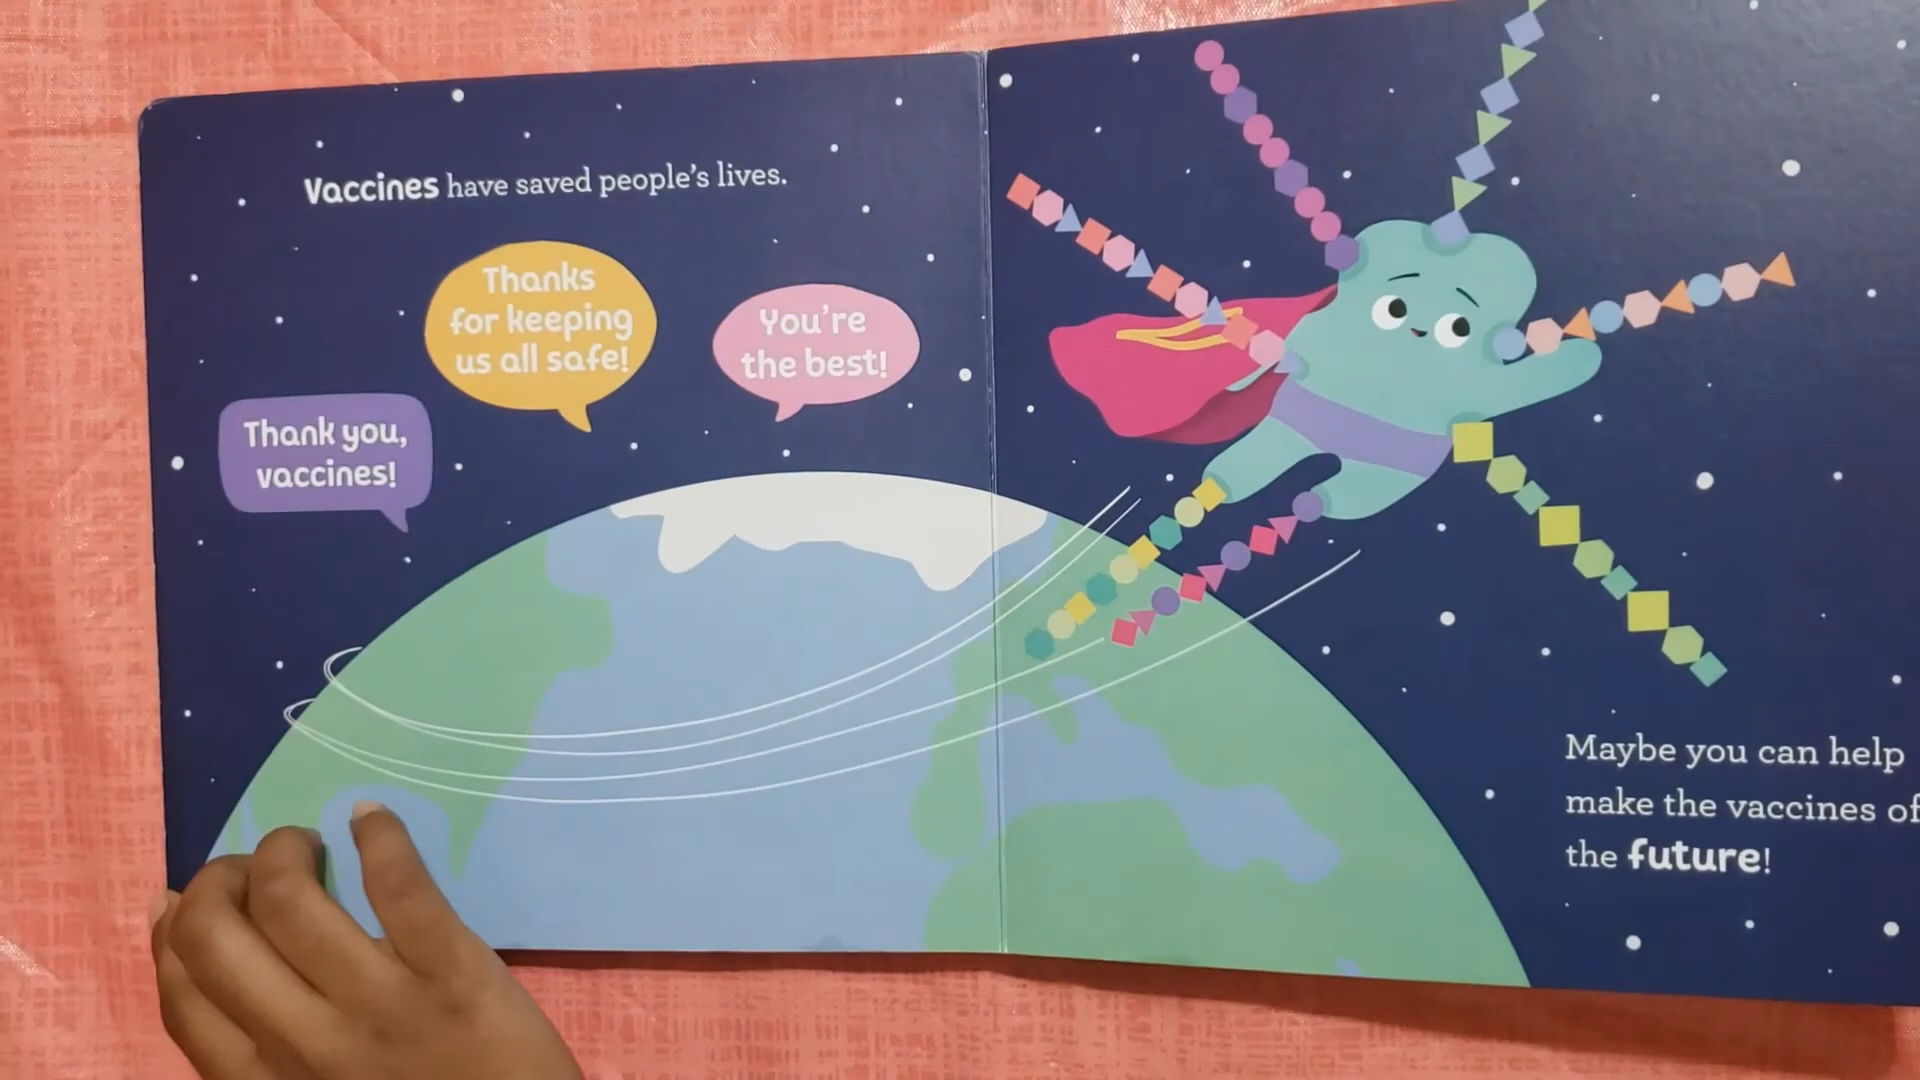 Vaccines have saved people's lives.
Thanks
for keeping
us all safe!
You're
the best!
Thank you,
vaccines!
Maybe you can help
make the vaccines of
the future!